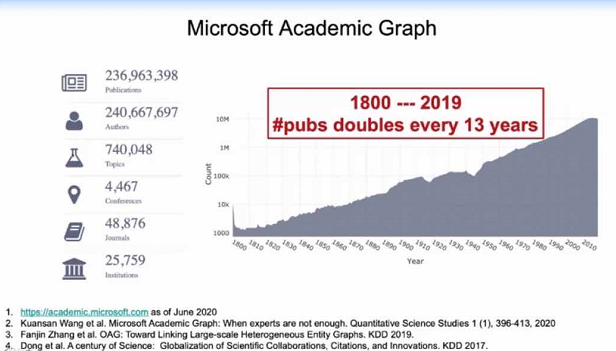 Microsoft Academic Graph
236,963,398
Publications
240,667,697
Authors
740,048
Topics
4,467
Conferences
48,876
Journals
25,759
Institutions
1800 --- 2019
#pubs doubles every 13 years
10M
1M
100k
10k
1000
Count
1800 1810 1820 1830 1840 1850 1860 1870 1880 1890 1900 1910 1920 1930 1940 1950 1960 1970 1980 1990 2000 2010
Year
1. https://academic.microsoft.com as of June 2020
2. Kuansan Wang et al. Microsoft Academic Graph: When experts are not enough. Quantitative Science Studies 1 (1), 396-413, 2020
3. Fanjin Zhang et al. OAG: Toward Linking Large-scale Heterogeneous Entity Graphs. KDD 2019.
4. Dong et al. A century of Science: Globalization of Scientific Collaborations, Citations, and Innovations. KDD 2017.